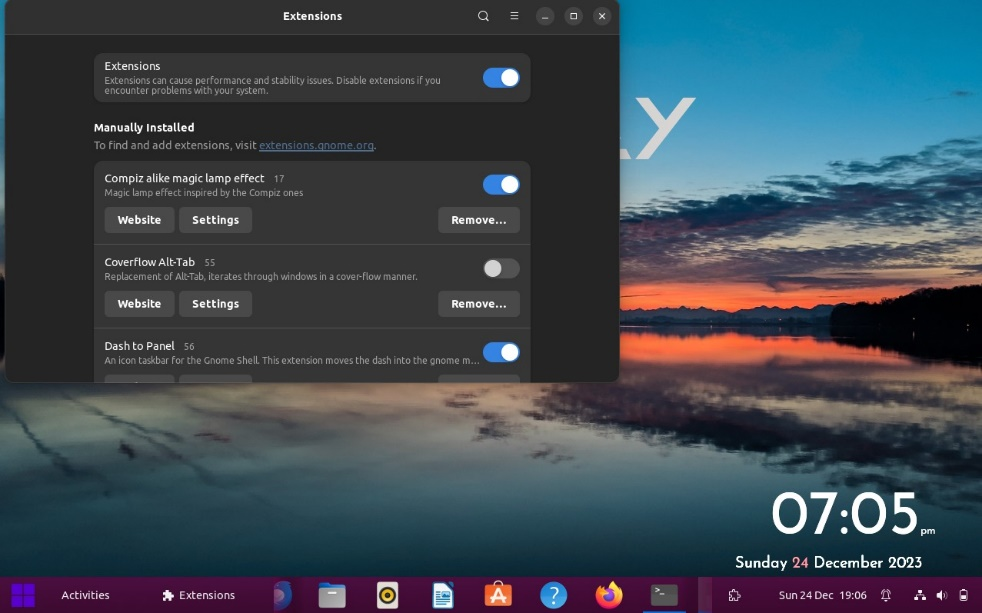 Extensions
Extensions
Extensions can cause performance and stability issues. Disable extensions if you
encounter problems with your system.
Manually Installed
To find and add extensions, visit extensions.gnome.org.
Compiz alike magic lamp effect 17
Magic lamp effect inspired by the Compiz ones
Website Settings Remove...
Coverflow Alt-Tab 55
Replacement of Alt-Tab, iterates through windows in a cover-flow manner.
Website Settings Remove...
Dash to Panel 56
An icon taskbar for the Gnome Shell. This extension moves the dash into the gnome m...
07:05 pm
Sunday 24 December 2023
Activities Extensions Sun 24 Dec 19:06